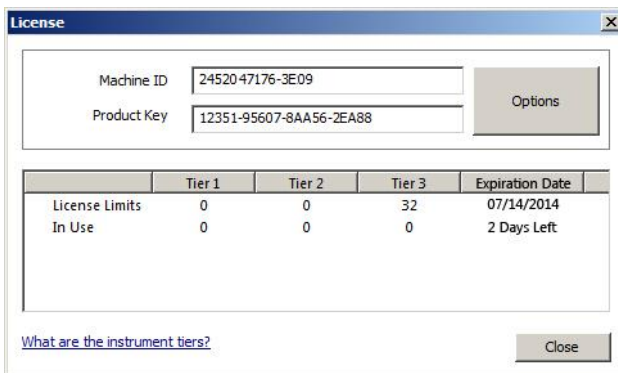 License
Machine ID 2452047176-3E09
Product Key 12351-95607-8AA56-2EA88
Options
Tier 1 Tier 2 Tier 3 Expiration Date
License Limits 0 0 32 07/14/2014
In Use 0 0 0 2 Days Left
What are the instrument tiers?
Close